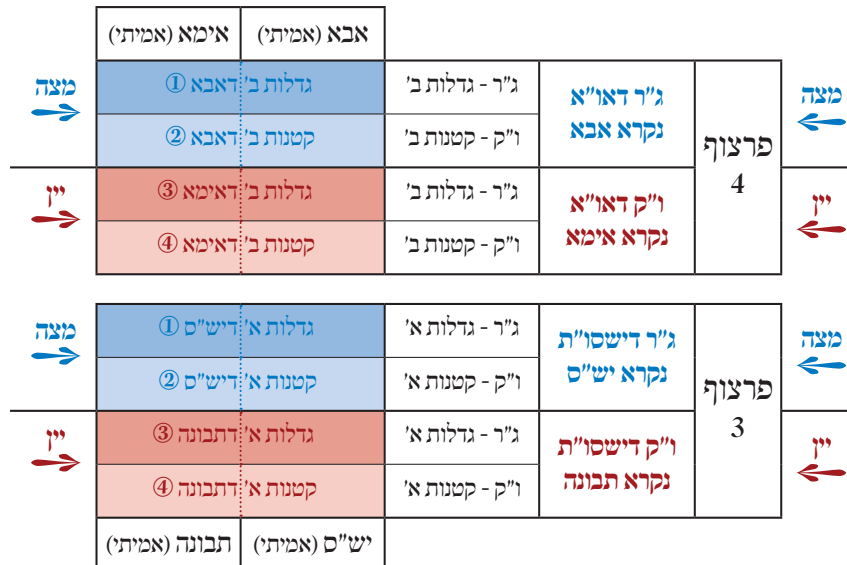 אבא (אמיתי) אימא (אמיתי)
מצה
פרצוף
4
ג"ר דאו"א
נקרא אבא
ג"ר - גדלות ב'
גדלות ב' דאבא ①
מצה
ו"ק - קטנות ב'
קטנות ב' דאבא ②
יין
ו"ק דאו"א
נקרא אימא
ג"ר - גדלות ב'
גדלות ב' דאימא ③
יין
ו"ק - קטנות ב'
קטנות ב' דאימא ④
מצה
פרצוף
3
ג"ר דישסו"ת
נקרא יש"ס
ג"ר - גדלות א'
גדלות א' דיש"ס ①
מצה
ו"ק - קטנות א'
קטנות א' דיש"ס ②
יין
ו"ק דישסו"ת
נקרא תבונה
ג"ר - גדלות א'
גדלות א' דתבונה ③
יין
ו"ק - קטנות א'
קטנות א' דתבונה ④
יש"ס (אמיתי) תבונה (אמיתי)